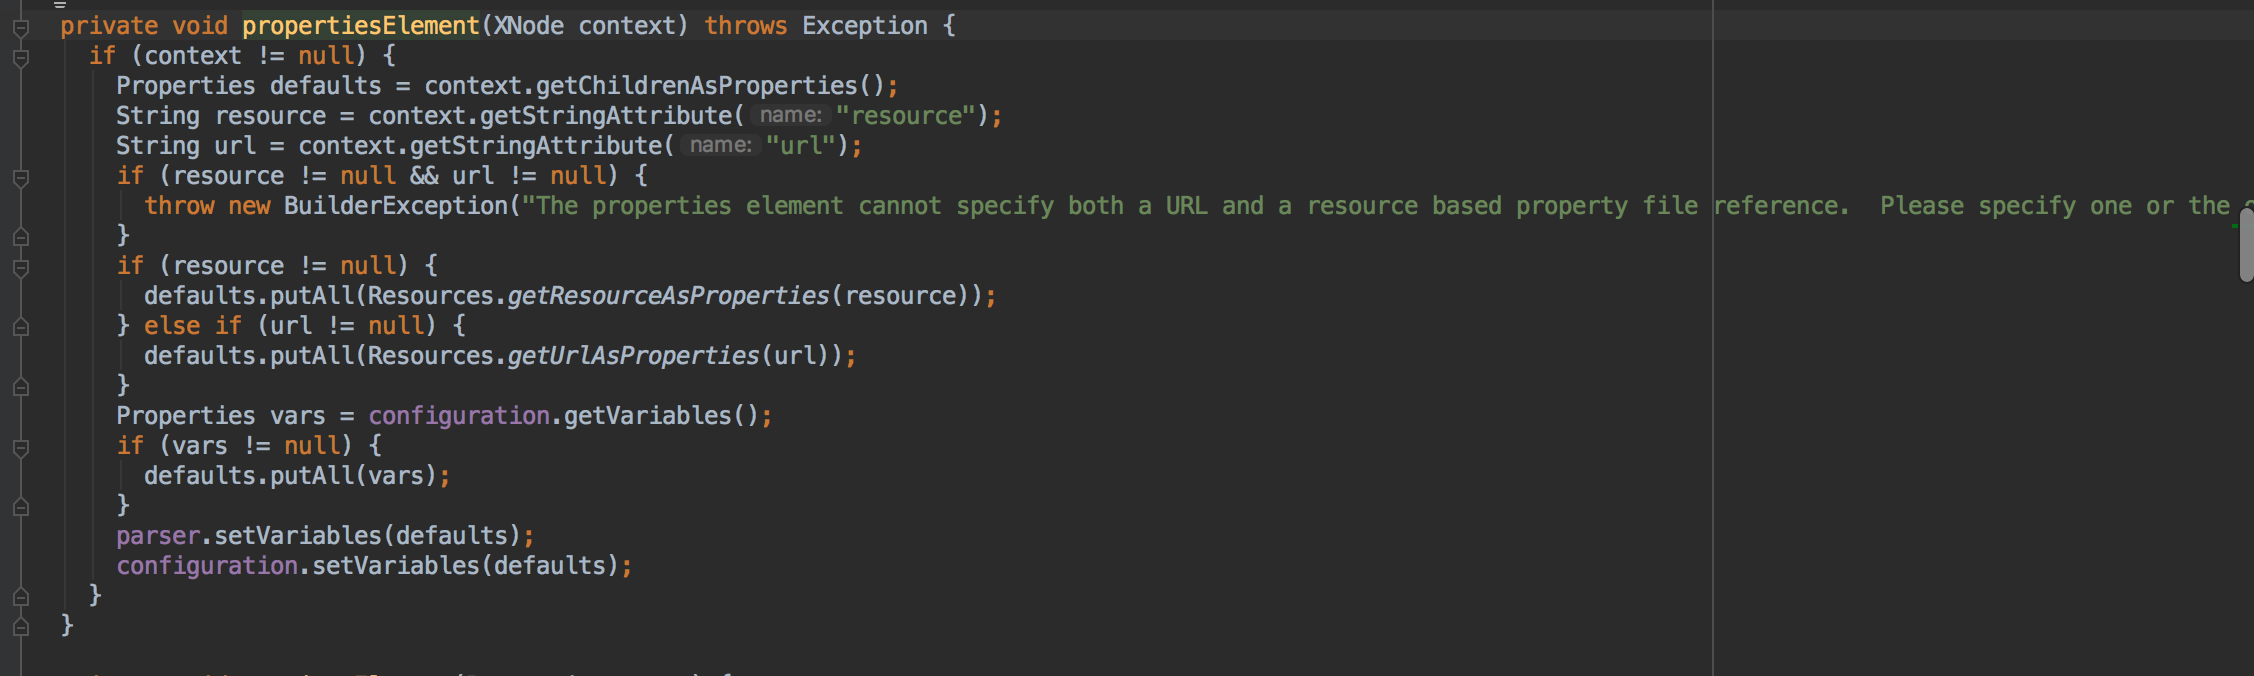 private void propertiesElement(XNode context) throws Exception {
if (context != null) {
Properties defaults = context.getChildrenAsProperties();
String resource = context.getStringAttribute( name: "resource");
String url = context.getStringAttribute( name: "url");
if (resource != null && url != null) {
throw new BuilderException("The properties element cannot specify both a URL and a resource based property file reference.  Please specify one or the
}
if (resource != null) {
defaults.putAll(Resources.getResourceAsProperties(resource));
} else if (url != null) {
defaults.putAll(Resources.getUrlAsProperties(url));
}
Properties vars = configuration.getVariables();
if (vars != null) {
defaults.putAll(vars);
}
parser.setVariables(defaults);
configuration.setVariables(defaults);
}
}